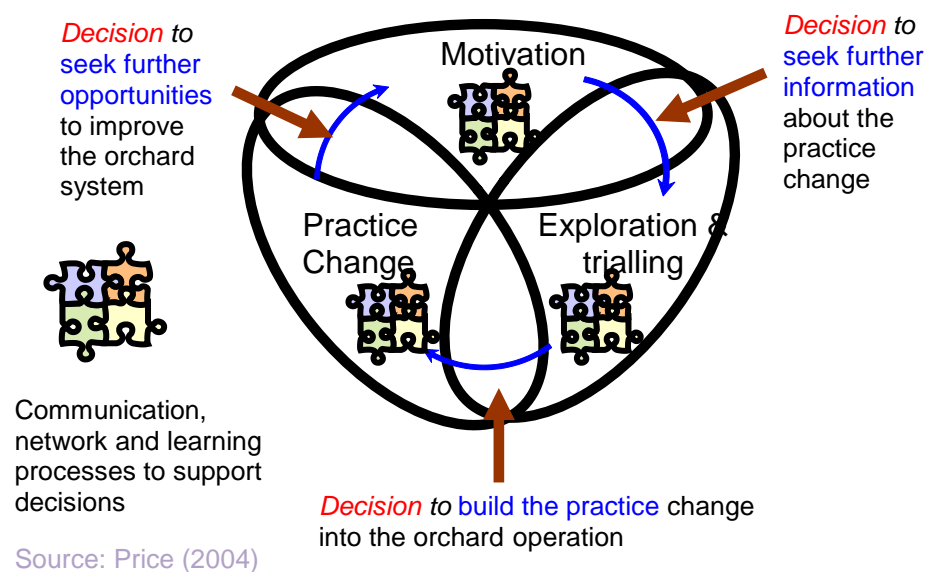 Decision to
seek further
opportunities
to improve
the orchard
system
Motivation
Decision to
seek further
information
about the
practice
change
Practice
Change
Exploration &
trialling
Communication,
network and learning
processes to support
decisions
Decision to build the practice change
into the orchard operation
Source: Price (2004)